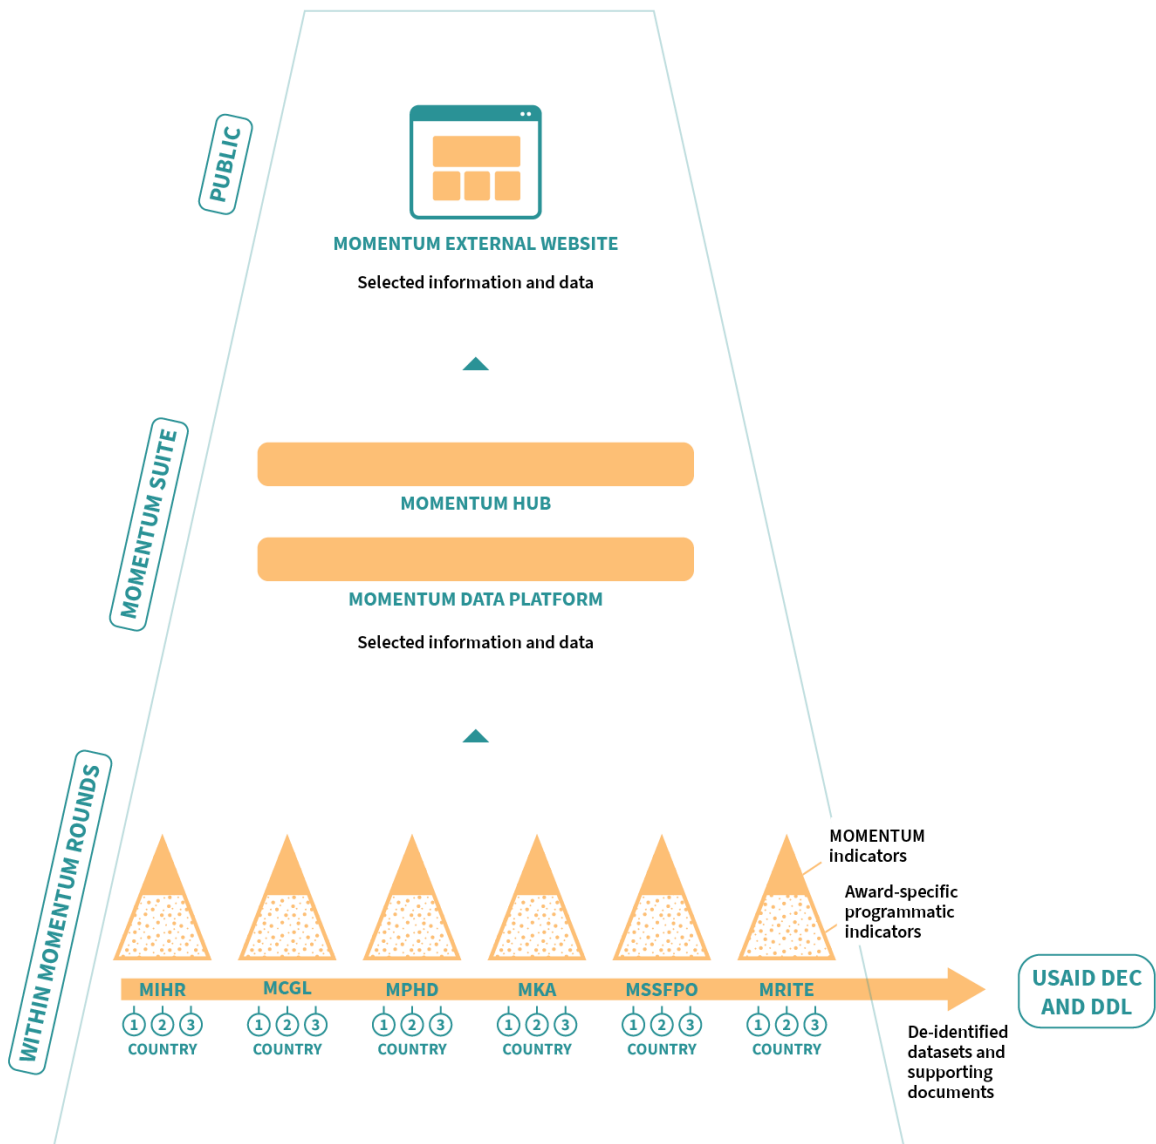 PUBLIC
MOMENTUM EXTERNAL WEBSITE
Selected information and data
MOMENTUM SUITE
MOMENTUM HUB
MOMENTUM DATA PLATFORM
Selected information and data
WITHIN MOMENTUM ROUNDS
MOMENTUM
indicators
Award-specific
programmatic
indicators
MIHR MCGL MPHD MKA MSSFPO MRITE
1 2 3 1 2 3 1 2 3 1 2 3 1 2 3 1 2 3
COUNTRY COUNTRY COUNTRY COUNTRY COUNTRY COUNTRY
USAID DEC
AND DDL
De-identified
datasets and
supporting
documents